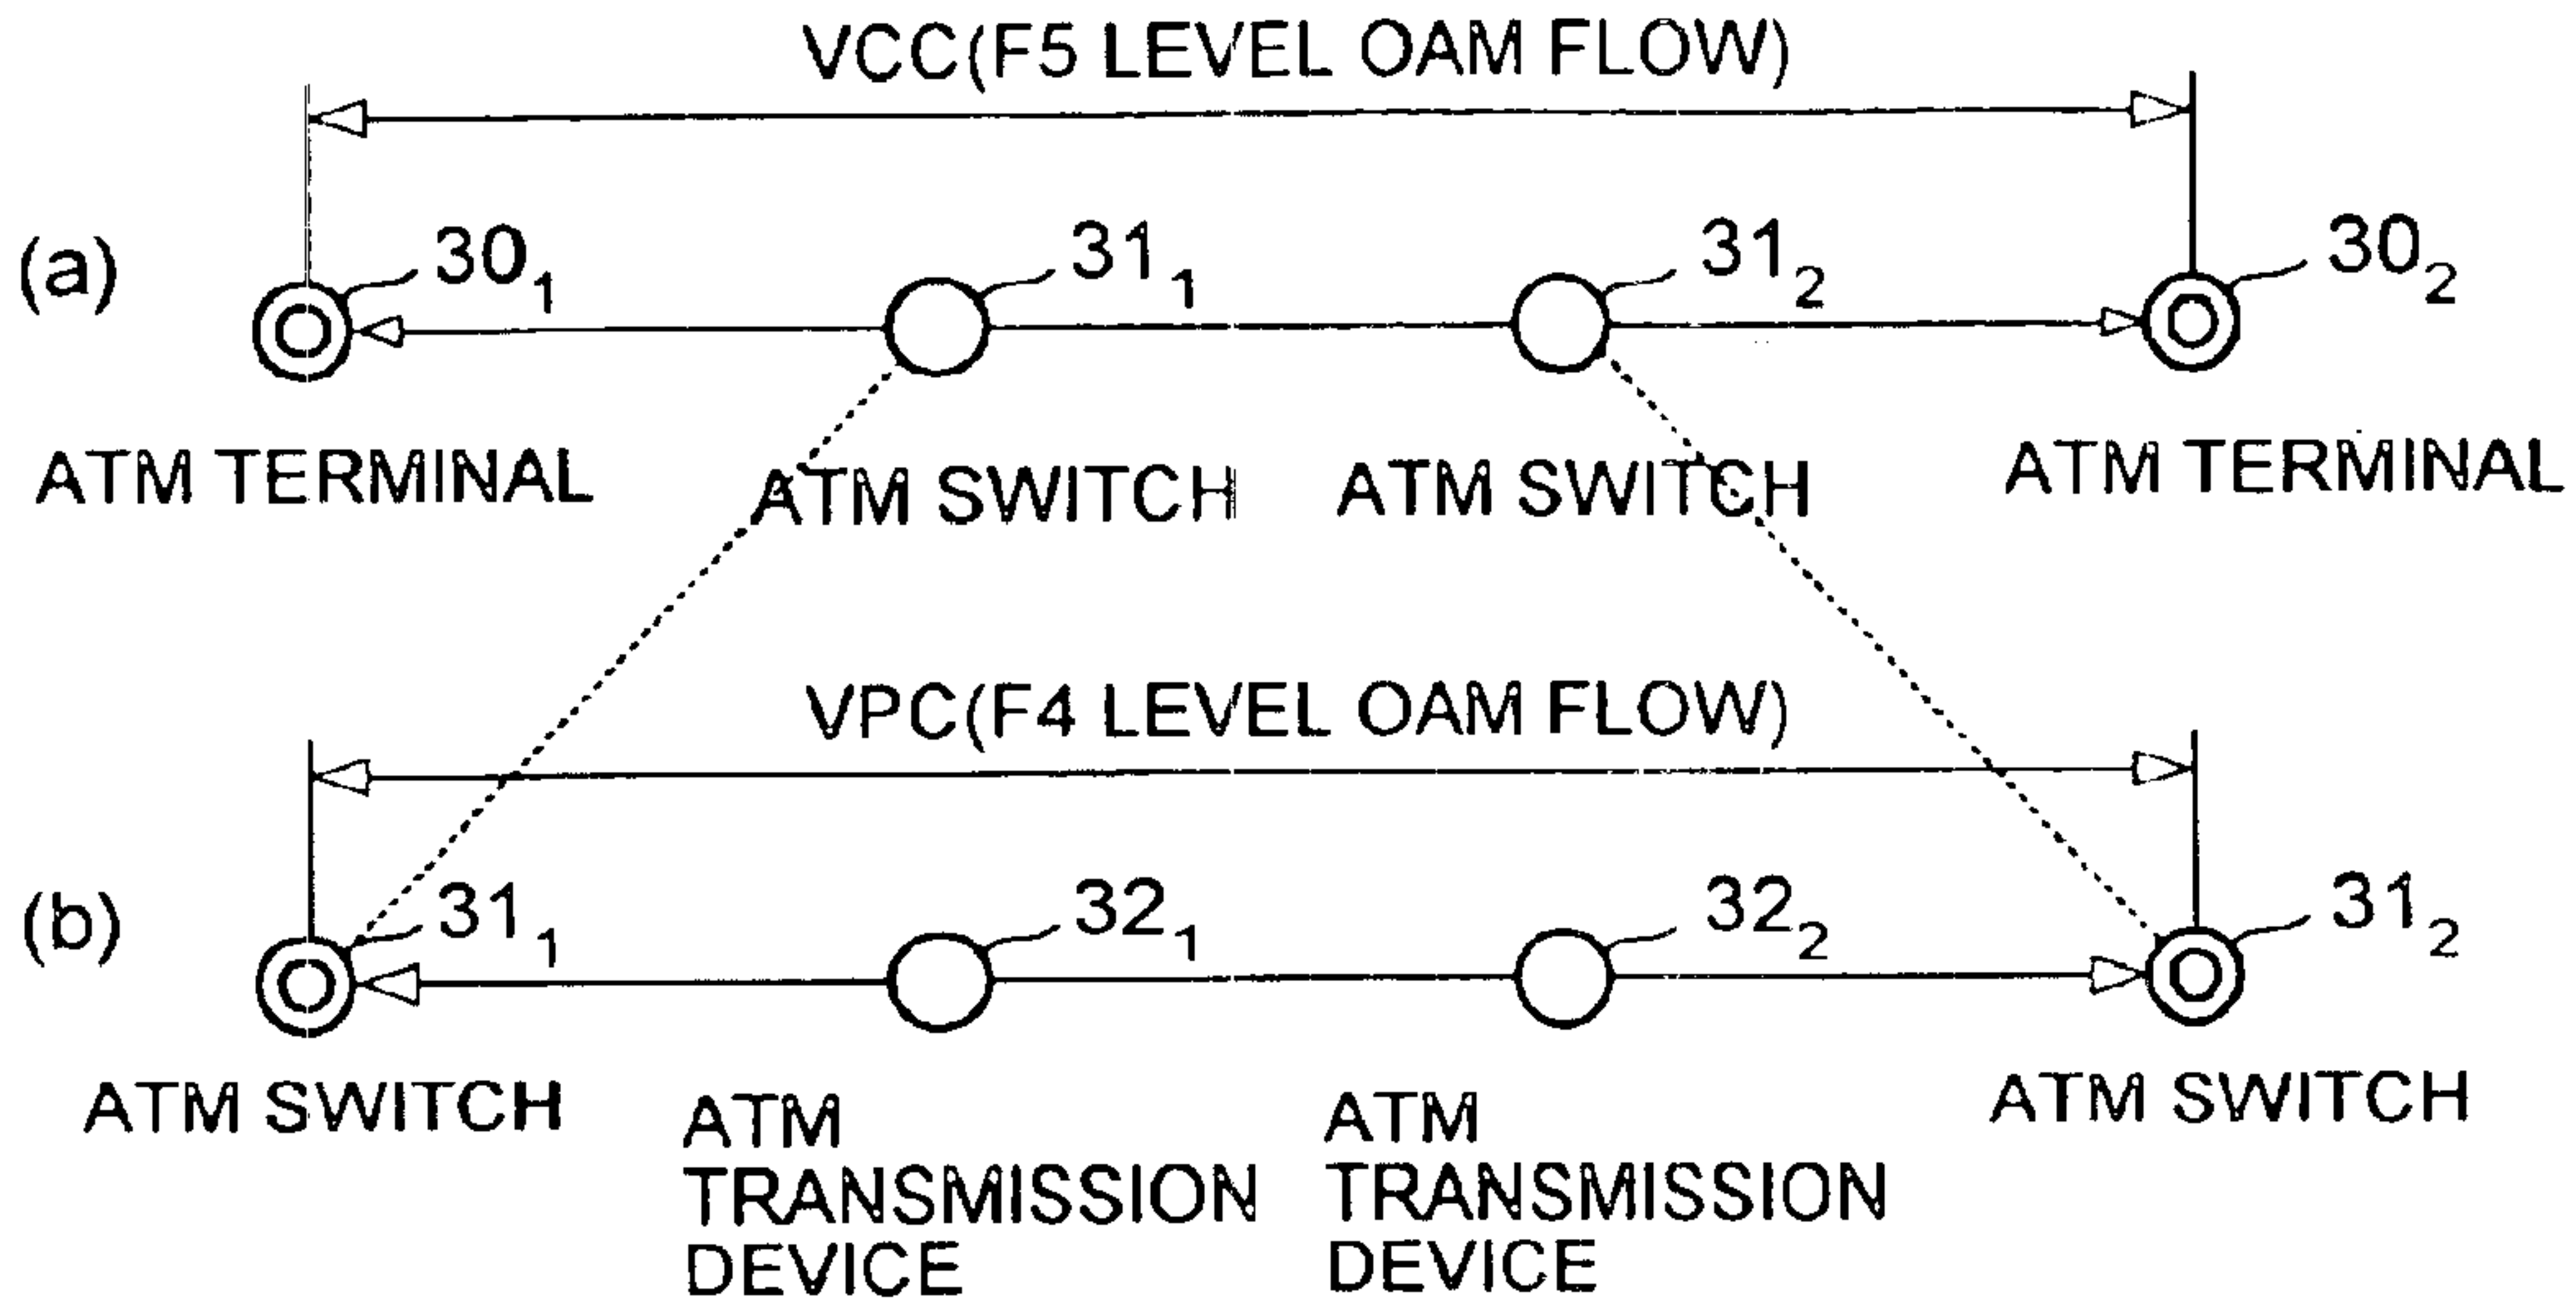 VCC(F5 LEVEL OAM FLOW)
(a)
30₁
31₁
31₂
30₂
ATM TERMINAL
ATM SWITCH
ATM SWITCH
ATM TERMINAL
VPC(F4 LEVEL OAM FLOW)
(b)
31₁
32₁
32₂
31₂
ATM SWITCH
ATM
TRANSMISSION
DEVICE
ATM
TRANSMISSION
DEVICE
ATM SWITCH